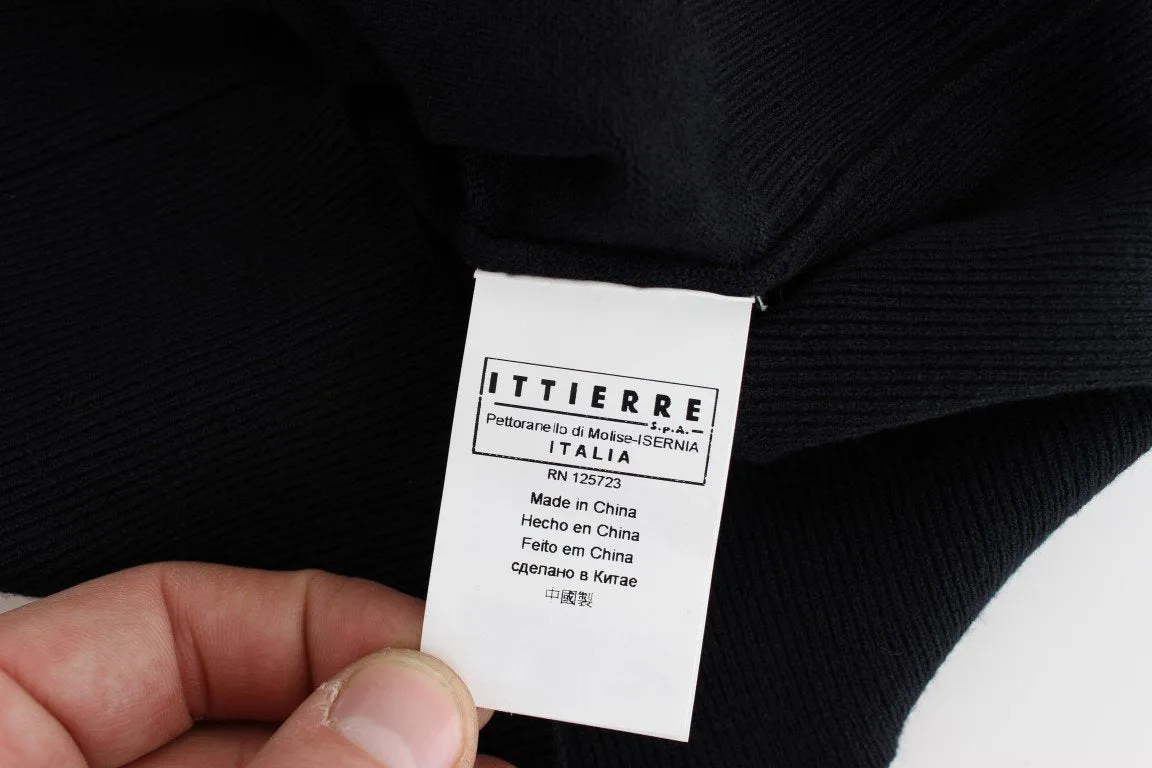 ITTIERRE
S.p.A.
Pettoranello di Molise-ISERNIA
ITALIA
RN 125723
Made in China
Hecho en China
Feito em China
сделано в Китае
中國製